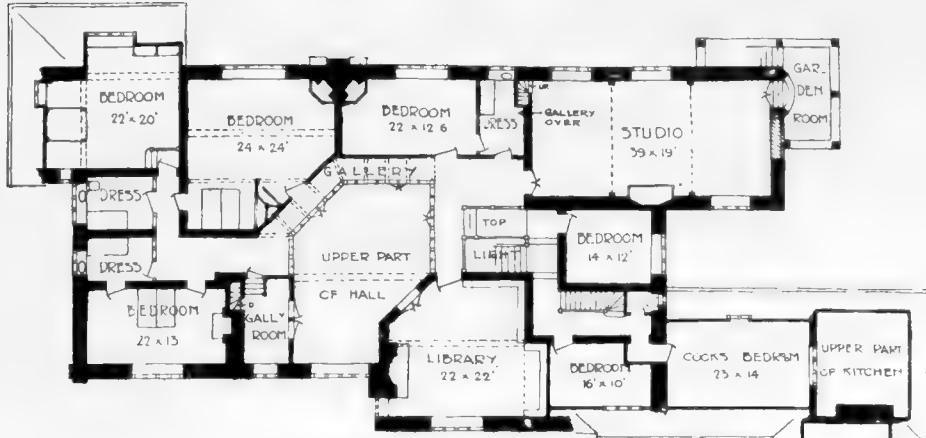 BEDROOM
22' x 20'
BEDROOM
24 x 24'
BEDROOM
22 x 12 6
DRESS
UP
GALLERY
OVER
STUDIO
39 x 19'
GAR-
DEN
ROOM
GALLERY
DRESS
DRESS
UPPER PART
OF HALL
TOP
LIGHT
BEDROOM
14 x 12'
BEDROOM
22 x 13
GALLY
ROOM
LIBRARY
22 x 22'
BEDROOM
16' x 10'
COOKS BEDRM
23 x 14
UPPER PART
OF KITCHEN